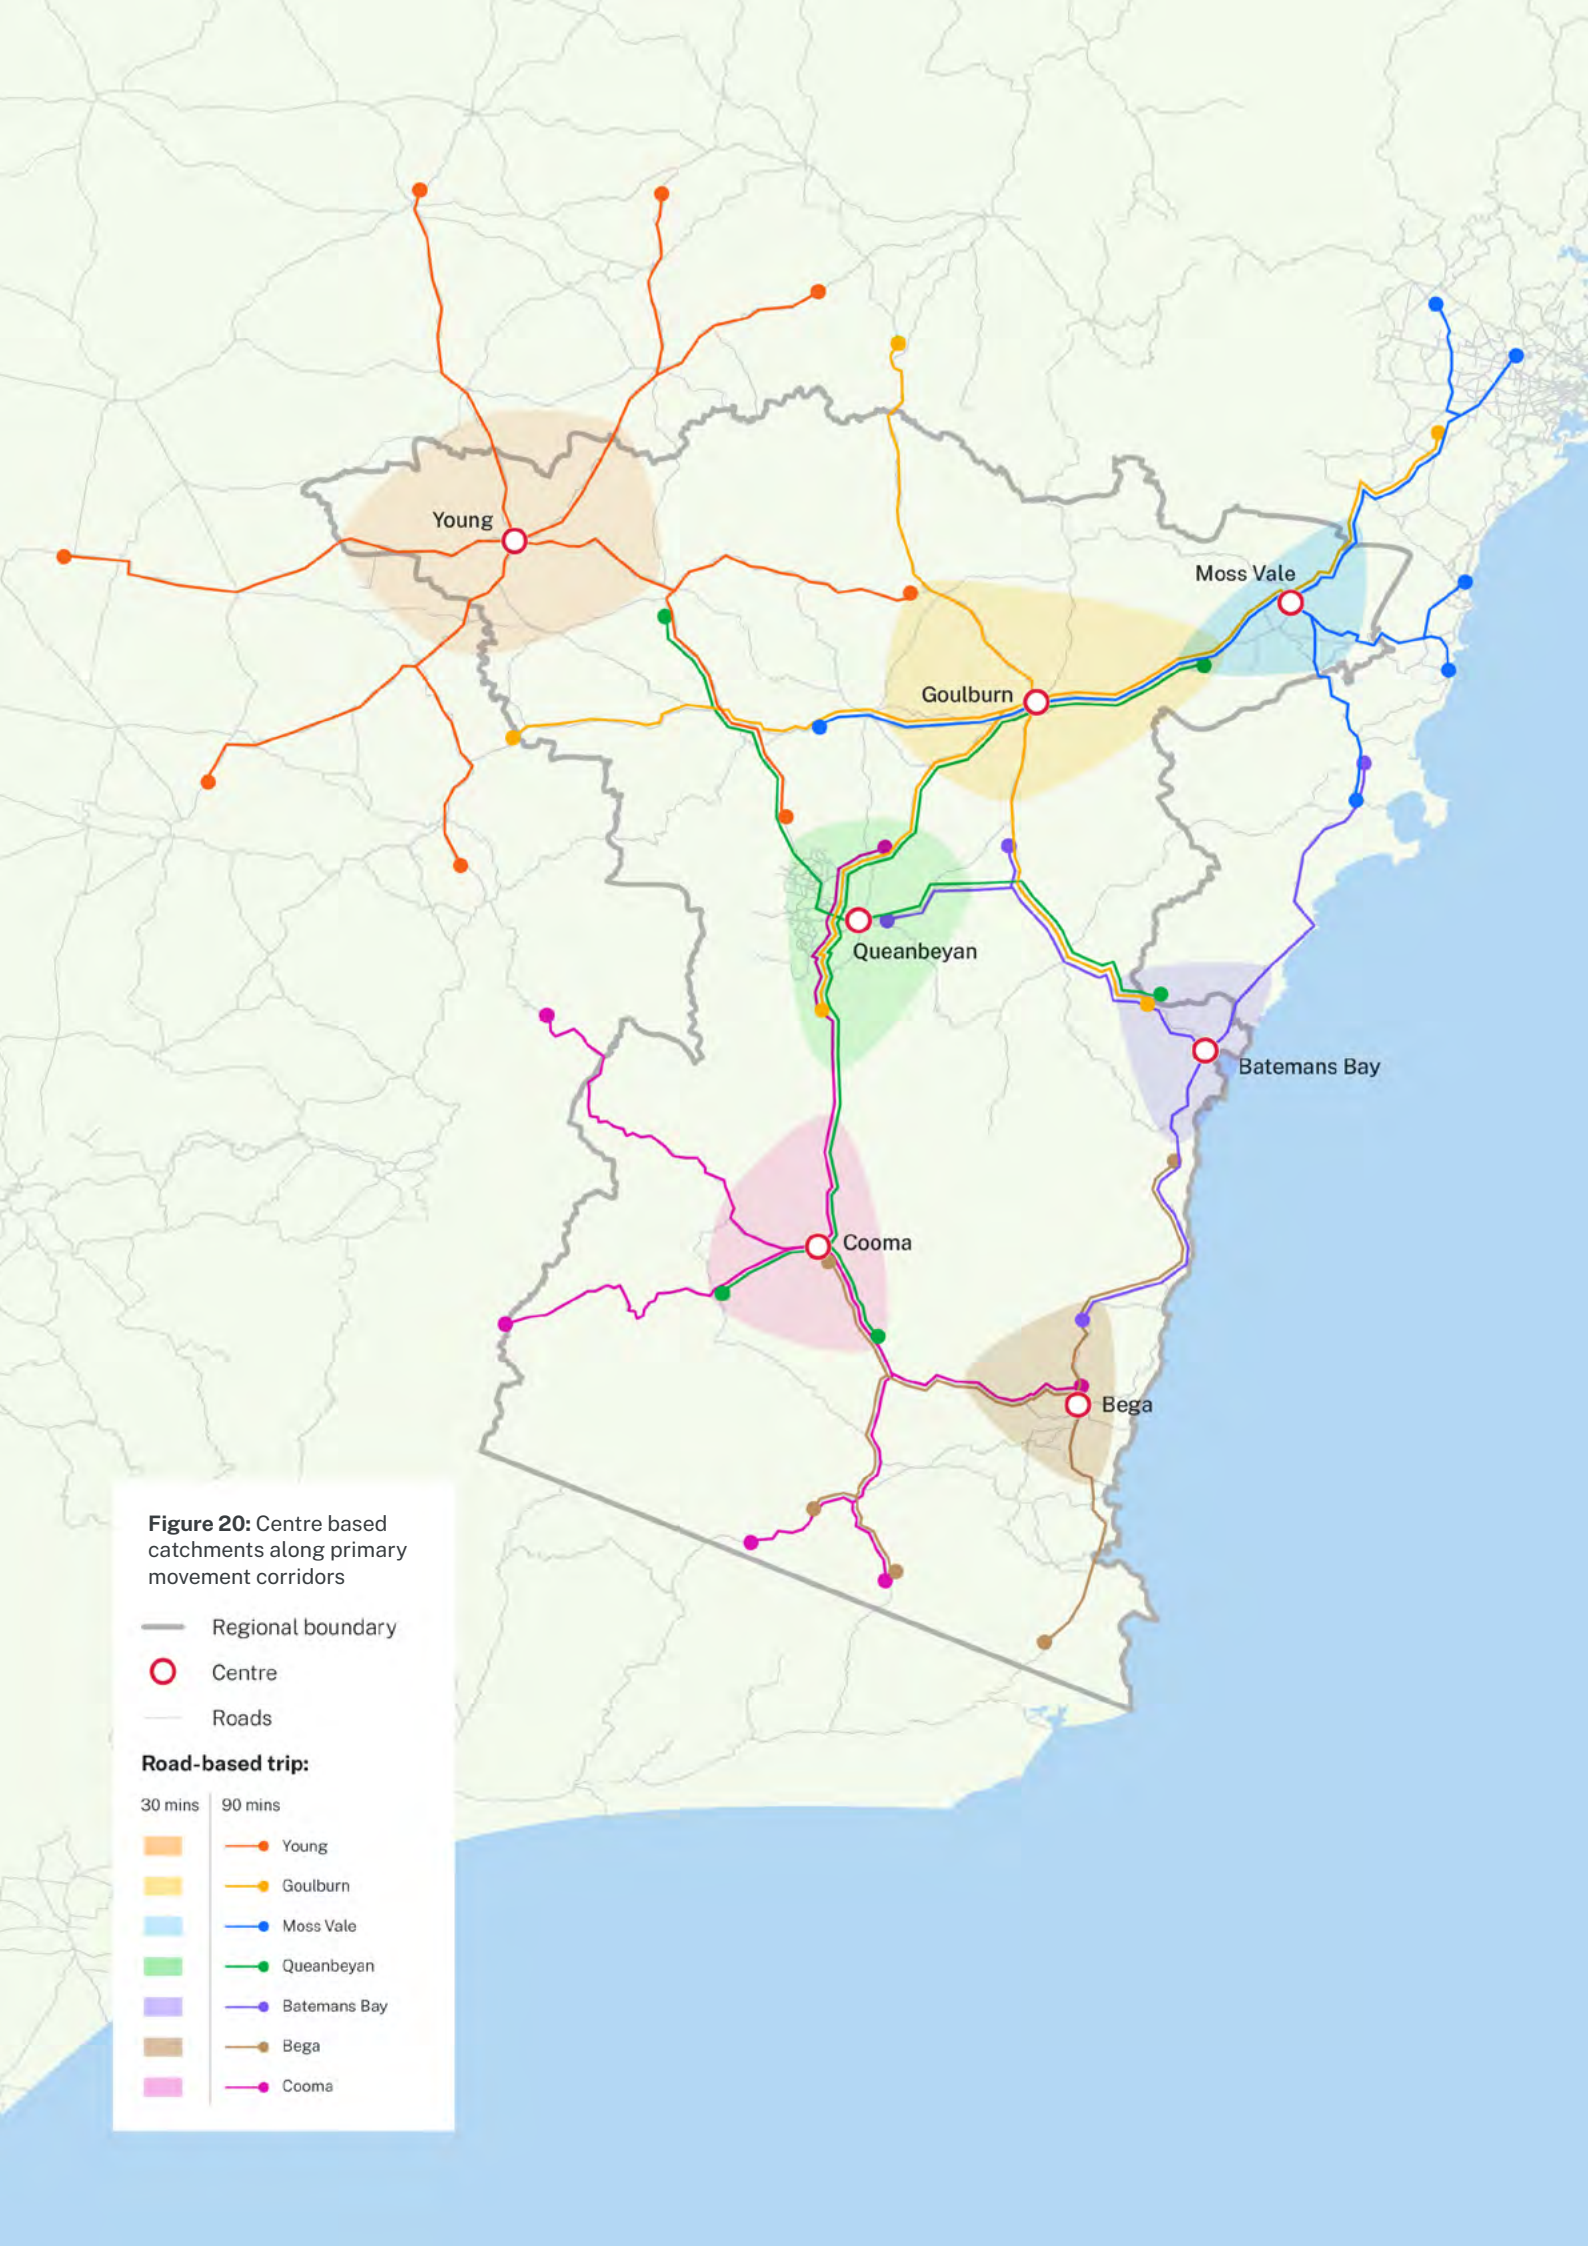 Young
Moss Vale
Goulburn
Queanbeyan
Batemans Bay
Cooma
Bega
Figure 20: Centre based
catchments along primary
movement corridors
Regional boundary
Centre
Roads
Road-based trip:
30 mins 90 mins
Young
Goulburn
Moss Vale
Queanbeyan
Batemans Bay
Bega
Cooma